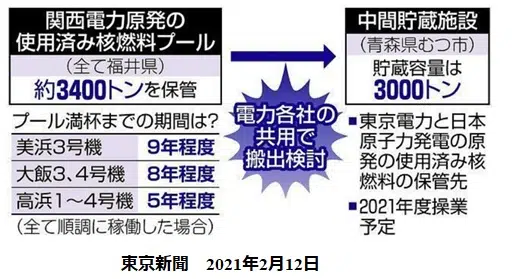 関西電力原発の
使用済み核燃料プール
(全て福井県)
約3400トンを保管
プール満杯までの期間は?
美浜3号機 9年程度
大飯3、4号機 8年程度
高浜1〜4号機 5年程度
(全て順調に稼働した場合)
電力各社の
共用で
搬出検討
中間貯蔵施設
(青森県むつ市)
貯蔵容量は
3000トン
■東京電力と日本
原子力発電の原
発の使用済み核
燃料の保管先
■2021年度操業
予定
東京新聞 2021年2月12日